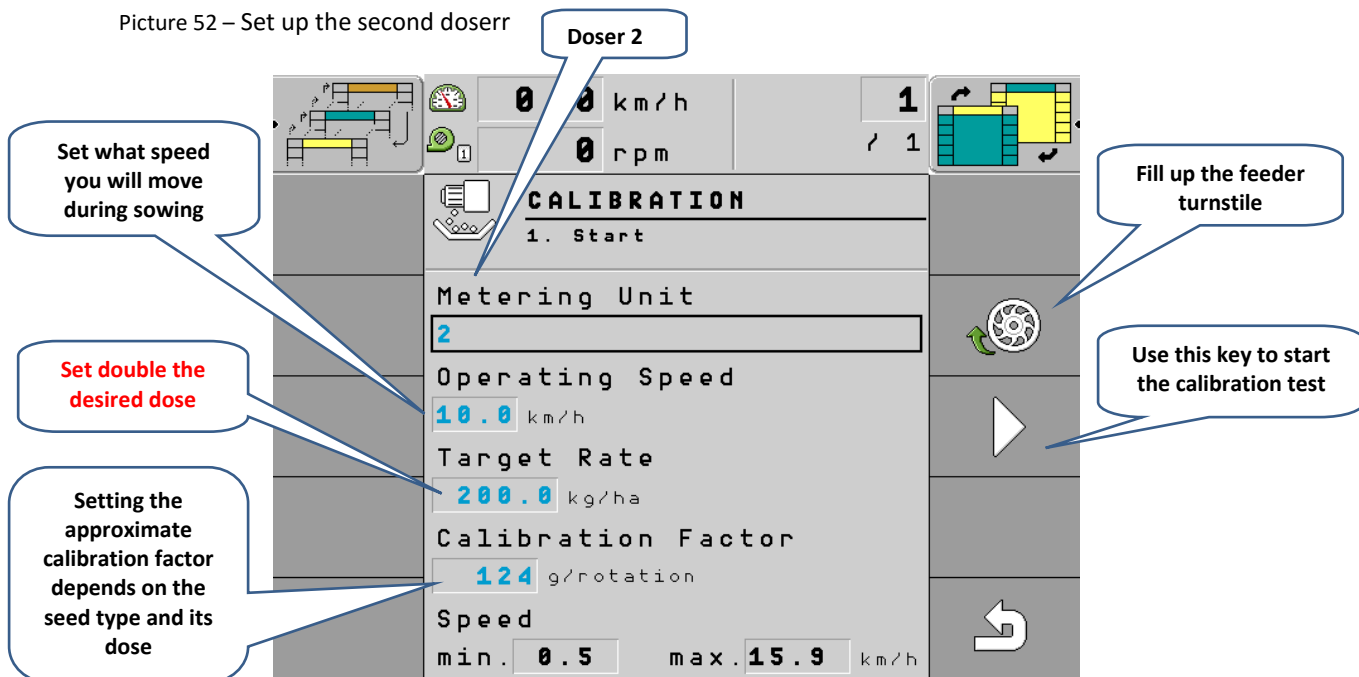 Picture 52 – Set up the second doserr
Doser 2
km/h
1
0 rpm
/ 1
1
Set what speed
you will move
during sowing
CALIBRATION
1. Start
Fill up the feeder
turnstile
Metering Unit
2
Set double the
desired dose
Operating Speed
10.0 km/h
Use this key to start
the calibration test
Target Rate
200.0 kg/ha
Setting the
approximate
calibration factor
depends on the
seed type and its
dose
Calibration Factor
124 g/rotation
Speed
min. 0.5 max. 15.9 km/h